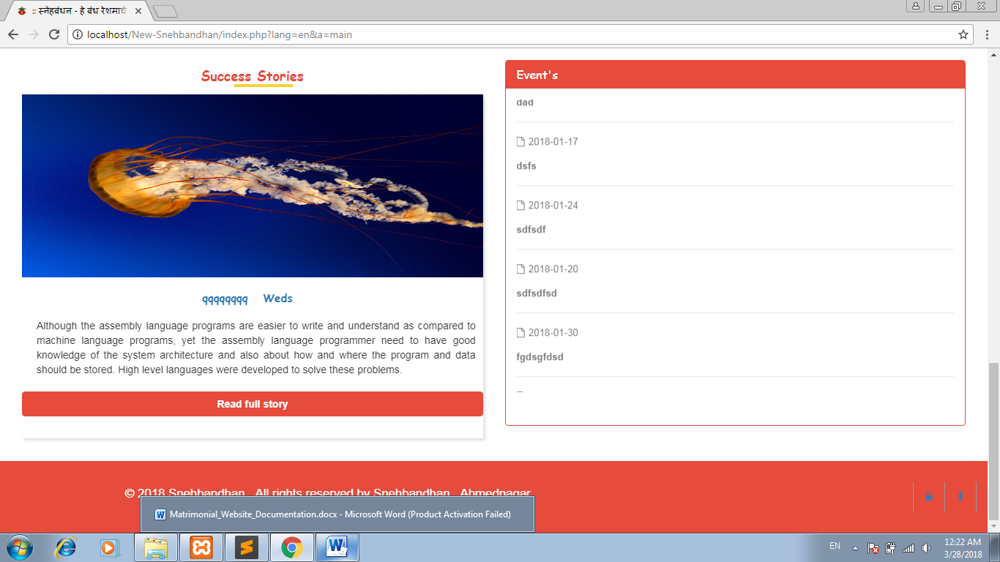 :: स्नेहबंधन - हे बंध रेशमाचे
localhost/New-Snehbandhan/index.php?lang=en&a=main
Success Stories
qqqqqqqq Weds
Although the assembly language programs are easier to write and understand as compared to
machine language programs, yet the assembly language programmer need to have good
knowledge of the system architecture and also about how and where the program and data
should be stored. High level languages were developed to solve these problems.
Read full story
Event's
dad
2018-01-17
dsfs
2018-01-24
sdfsdf
2018-01-20
sdfsdfsd
2018-01-30
fgdsgfdsd
© 2018 Snehbandhan , All rights reserved by Snehbandhan , Ahmednagar
Matrimonial_Website_Documentation.docx - Microsoft Word (Product Activation Failed)
EN
12:22 AM
3/28/2018